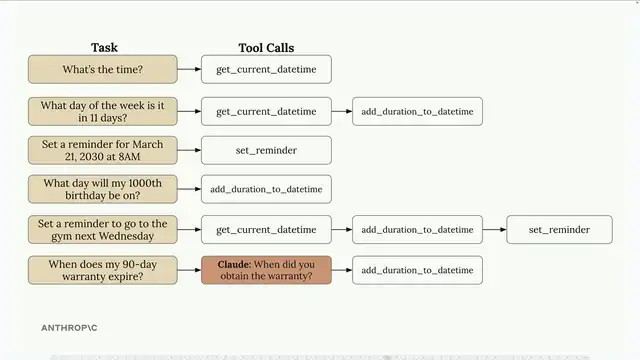 Task
Tool Calls
What's the time?
get_current_datetime
What day of the week is it
in 11 days?
get_current_datetime
add_duration_to_datetime
Set a reminder for March
21, 2030 at 8AM
set_reminder
What day will my 1000th
birthday be on?
add_duration_to_datetime
Set a reminder to go to the
gym next Wednesday
get_current_datetime
add_duration_to_datetime
set_reminder
When does my 90-day
warranty expire?
Claude: When did you
obtain the warranty?
add_duration_to_datetime
ANTHROP\C